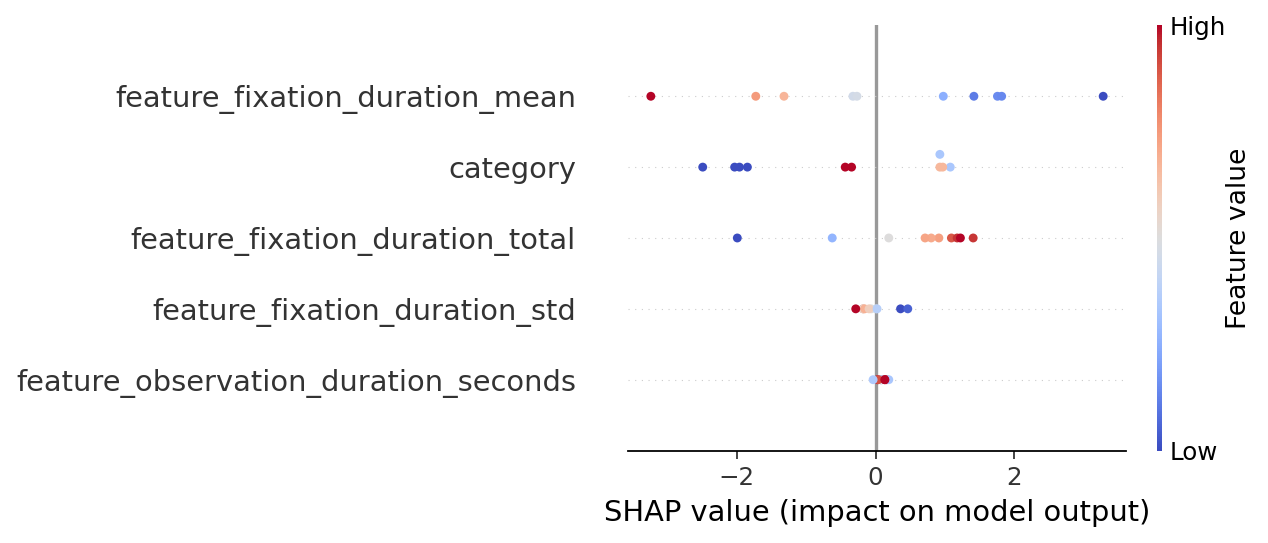 High
feature_fixation_duration_mean
category
feature_fixation_duration_total
feature_fixation_duration_std
feature_observation_duration_seconds
Feature value
Low
−2 0 2
SHAP value (impact on model output)